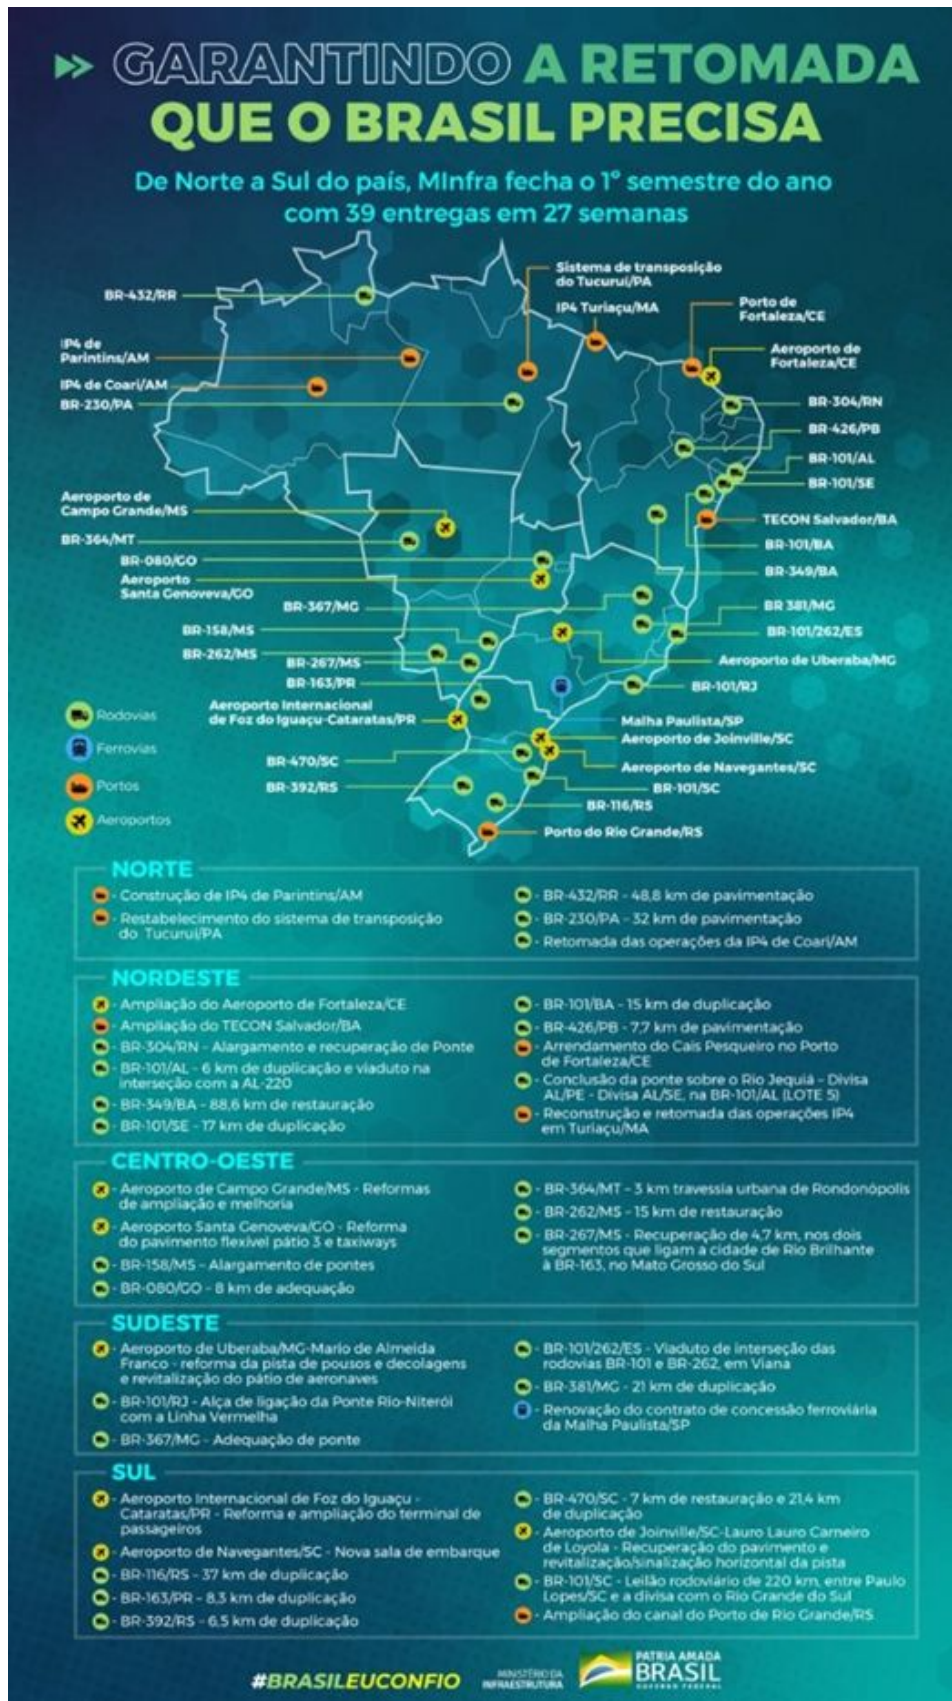 GARANTINDO A RETOMADA
QUE O BRASIL PRECISA
De Norte a Sul do país, MInfra fecha o 1º semestre do ano
com 39 entregas em 27 semanas
Sistema de transposição
do Tucuruí/PA
BR-432/RR
IP4 Turiaçu/MA
Porto de
Fortaleza/CE
IP4 de
Parintins/AM
Aeroporto de
Fortaleza/CE
IP4 de Coari/AM
BR-230/PA
BR-304/RN
BR-426/PB
BR-101/AL
BR-101/SE
Aeroporto de
Campo Grande/MS
TECON Salvador/BA
BR-364/MT
BR-101/BA
BR-080/GO
BR-349/BA
Aeroporto
Santa Genoveva/GO
BR-367/MG
BR 381/MG
BR-158/MS
BR-101/262/ES
BR-262/MS
BR-267/MS
Aeroporto de Uberaba/MG
BR-163/PR
BR-101/RJ
Aeroporto Internacional
de Foz do Iguaçu-Cataratas/PR
Malha Paulista/SP
Aeroporto de Joinville/SC
BR-470/SC
Aeroporto de Navegantes/SC
BR-392/RS
BR-101/SC
BR-116/RS
Porto do Rio Grande/RS
Rodovias
Ferrovias
Portos
Aeroportos
NORTE
- Construção de IP4 de Parintins/AM
- Restabelecimento do sistema de transposição
do Tucuruí/PA
- BR-432/RR - 48,8 km de pavimentação
- BR-230/PA - 32 km de pavimentação
- Retomada das operações da IP4 de Coari/AM
NORDESTE
- Ampliação do Aeroporto de Fortaleza/CE
- Ampliação do TECON Salvador/BA
- BR-304/RN - Alargamento e recuperação de Ponte
- BR-101/AL - 6 km de duplicação e viaduto na
interseção com a AL-220
- BR-349/BA - 88,6 km de restauração
- BR-101/SE - 17 km de duplicação
- BR-101/BA - 15 km de duplicação
- BR-426/PB - 7,7 km de pavimentação
- Arrendamento do Cais Pesqueiro no Porto
de Fortaleza/CE
- Conclusão da ponte sobre o Rio Jequiá - Divisa
AL/PE - Divisa AL/SE, na BR-101/AL (LOTE 5)
- Reconstrução e retomada das operações IP4
em Turiaçu/MA
CENTRO-OESTE
- Aeroporto de Campo Grande/MS - Reformas
de ampliação e melhoria
- Aeroporto Santa Genoveva/GO - Reforma
do pavimento flexível pátio 3 e taxiways
- BR-158/MS - Alargamento de pontes
- BR-080/GO - 8 km de adequação
- BR-364/MT - 3 km travessia urbana de Rondonópolis
- BR-262/MS - 15 km de restauração
- BR-267/MS - Recuperação de 4,7 km, nos dois
segmentos que ligam a cidade de Rio Brilhante
à BR-163, no Mato Grosso do Sul
SUDESTE
- Aeroporto de Uberaba/MG-Mario de Almeida
Franco - reforma da pista de pousos e decolagens
e revitalização do pátio de aeronaves
- BR-101/RJ - Alça de ligação da Ponte Rio-Niterói
com a Linha Vermelha
- BR-367/MG - Adequação de ponte
- BR-101/262/ES - Viaduto de interseção das
rodovias BR-101 e BR-262, em Viana
- BR-381/MG - 21 km de duplicação
- Renovação do contrato de concessão ferroviária
da Malha Paulista/SP
SUL
- Aeroporto Internacional de Foz do Iguaçu -
Cataratas/PR - Reforma e ampliação do terminal de
passageiros
- Aeroporto de Navegantes/SC - Nova sala de embarque
- BR-116/RS - 37 km de duplicação
- BR-163/PR - 8,3 km de duplicação
- BR-392/RS - 6,5 km de duplicação
- BR-470/SC - 7 km de restauração e 21,4 km
de duplicação
- Aeroporto de Joinville/SC-Lauro Lauro Carneiro
de Loyola - Recuperação do pavimento e
revitalização/sinalização horizontal da pista
- BR-101/SC - Leilão rodoviário de 220 km, entre Paulo
Lopes/SC e a divisa com o Rio Grande do Sul
- Ampliação do canal do Porto de Rio Grande/RS
#BRASILEUCONFIO
MINISTÉRIO DA
INFRAESTRUTURA
PÁTRIA AMADA
BRASIL
GOVERNO FEDERAL